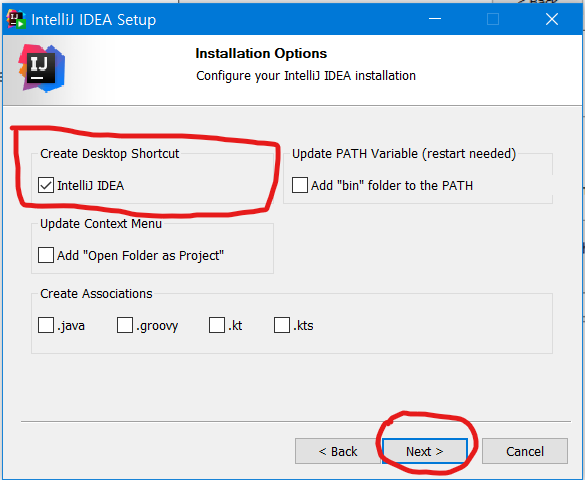 < Back
IntelliJ IDEA Setup
IJ
Installation Options
Configure your IntelliJ IDEA installation
Create Desktop Shortcut
IntelliJ IDEA
Update PATH Variable (restart needed)
Add "bin" folder to the PATH
Update Context Menu
Add "Open Folder as Project"
Create Associations
.java .groovy .kt .kts
< Back Next > Cancel